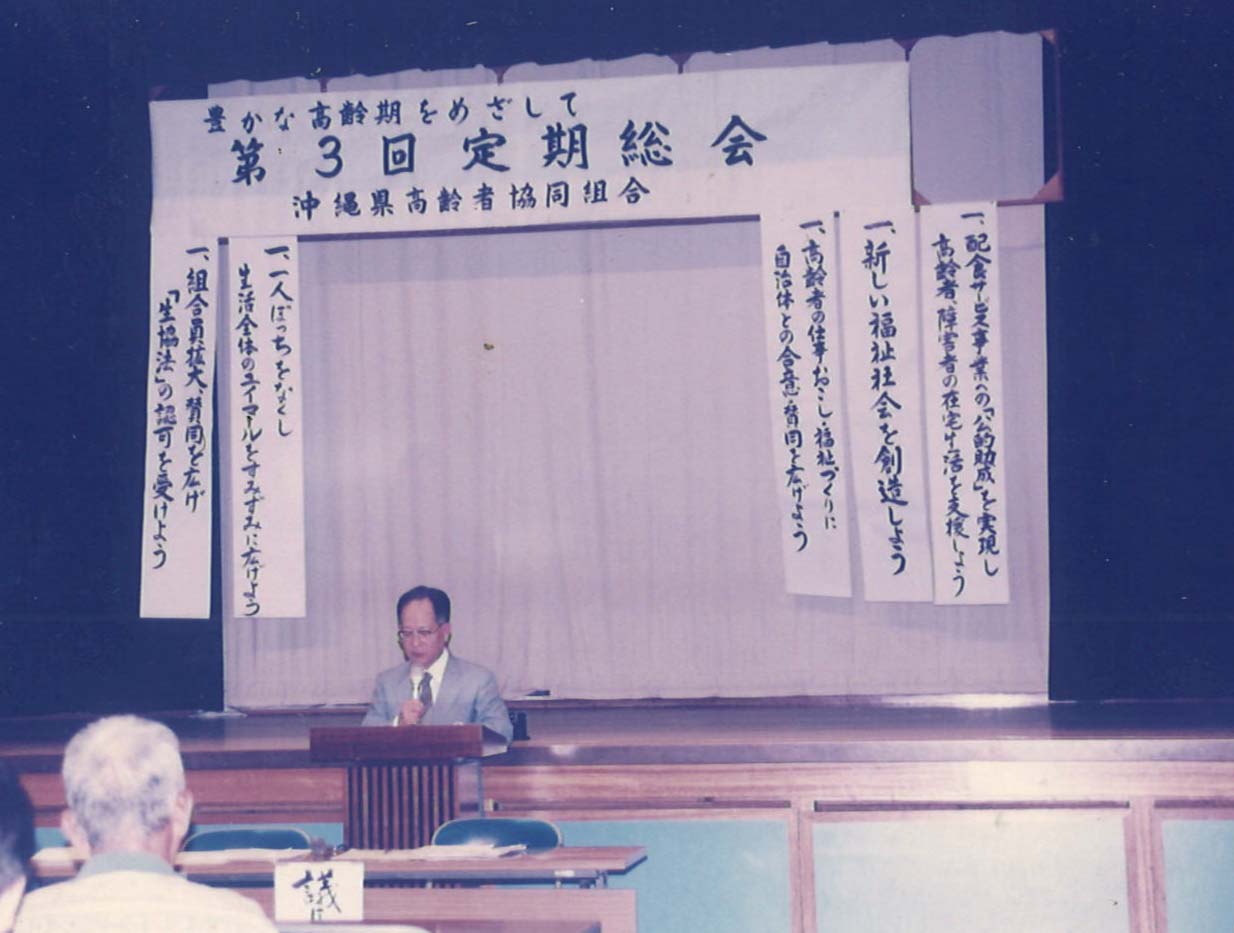 豊かな高齢期をめざして
第3回定期総会
沖縄県高齢者協同組合
一、配食サービス事業への「公的助成」を実現し
高齢者、障害者の在宅生活を支援しよう
一、新しい福祉社会を創造しよう
一、高齢者の仕事おこし・福祉づくりに
自治体との合意・賛同を広げよう
一、一人ぼっちをなくし
生活全体のユイマールをすみずみに広げよう
一、組合員拡大、賛同を広げ
「生協法」の認可を受けよう
議